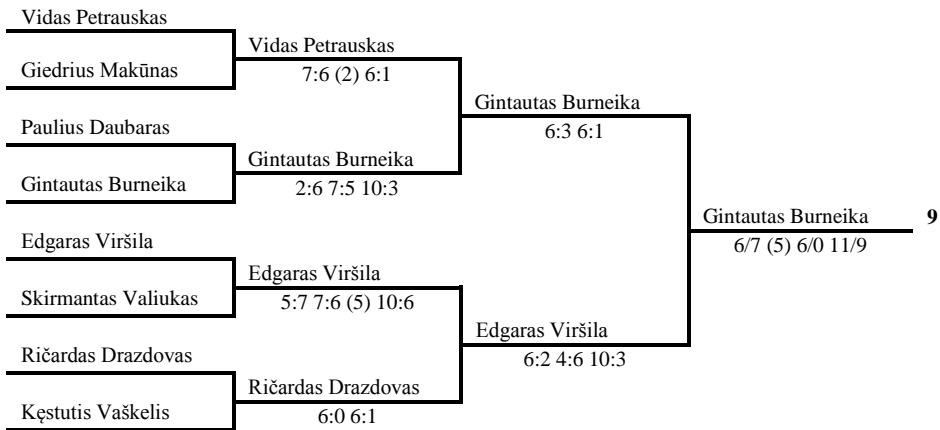 Vidas Petrauskas
Vidas Petrauskas
Giedrius Makūnas
7:6 (2) 6:1
Gintautas Burneika
Paulius Daubaras
6:3 6:1
Gintautas Burneika
Gintautas Burneika
2:6 7:5 10:3
Gintautas Burneika 9
Edgaras Viršila
6/7 (5) 6/0 11/9
Edgaras Viršila
Skirmantas Valiukas
5:7 7:6 (5) 10:6
Edgaras Viršila
Ričardas Drazdovas
6:2 4:6 10:3
Ričardas Drazdovas
Kęstutis Vaškelis
6:0 6:1